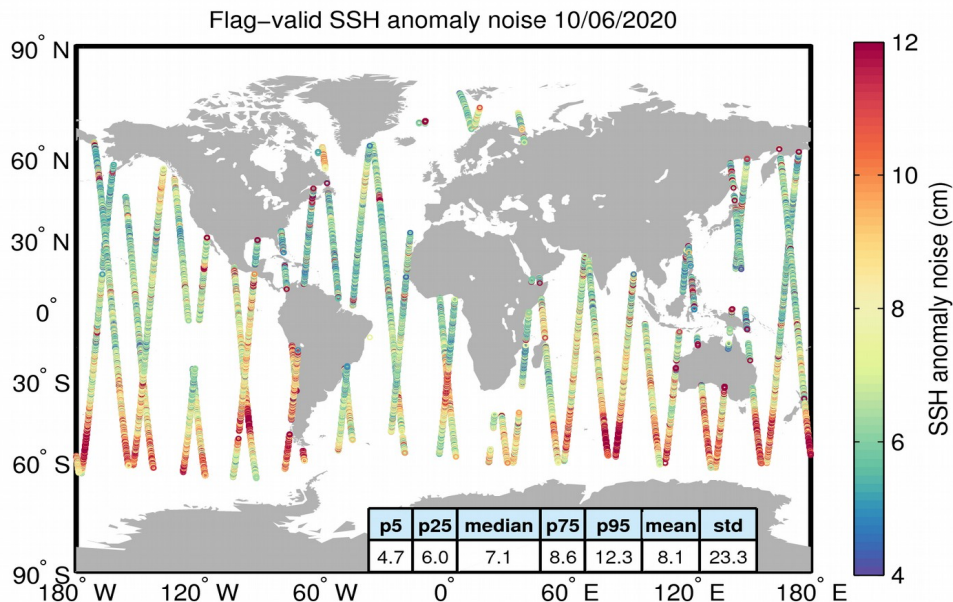 Flag−valid SSH anomaly noise 10/06/2020
90° N
60° N
30° N
0°
30° S
60° S
90° S
180° W
120° W
60° W
0°
60° E
120° E
180° E
p5 p25 median p75 p95 mean std
4.7 6.0 7.1 8.6 12.3 8.1 23.3
12
10
8
6
4
SSH anomaly noise (cm)